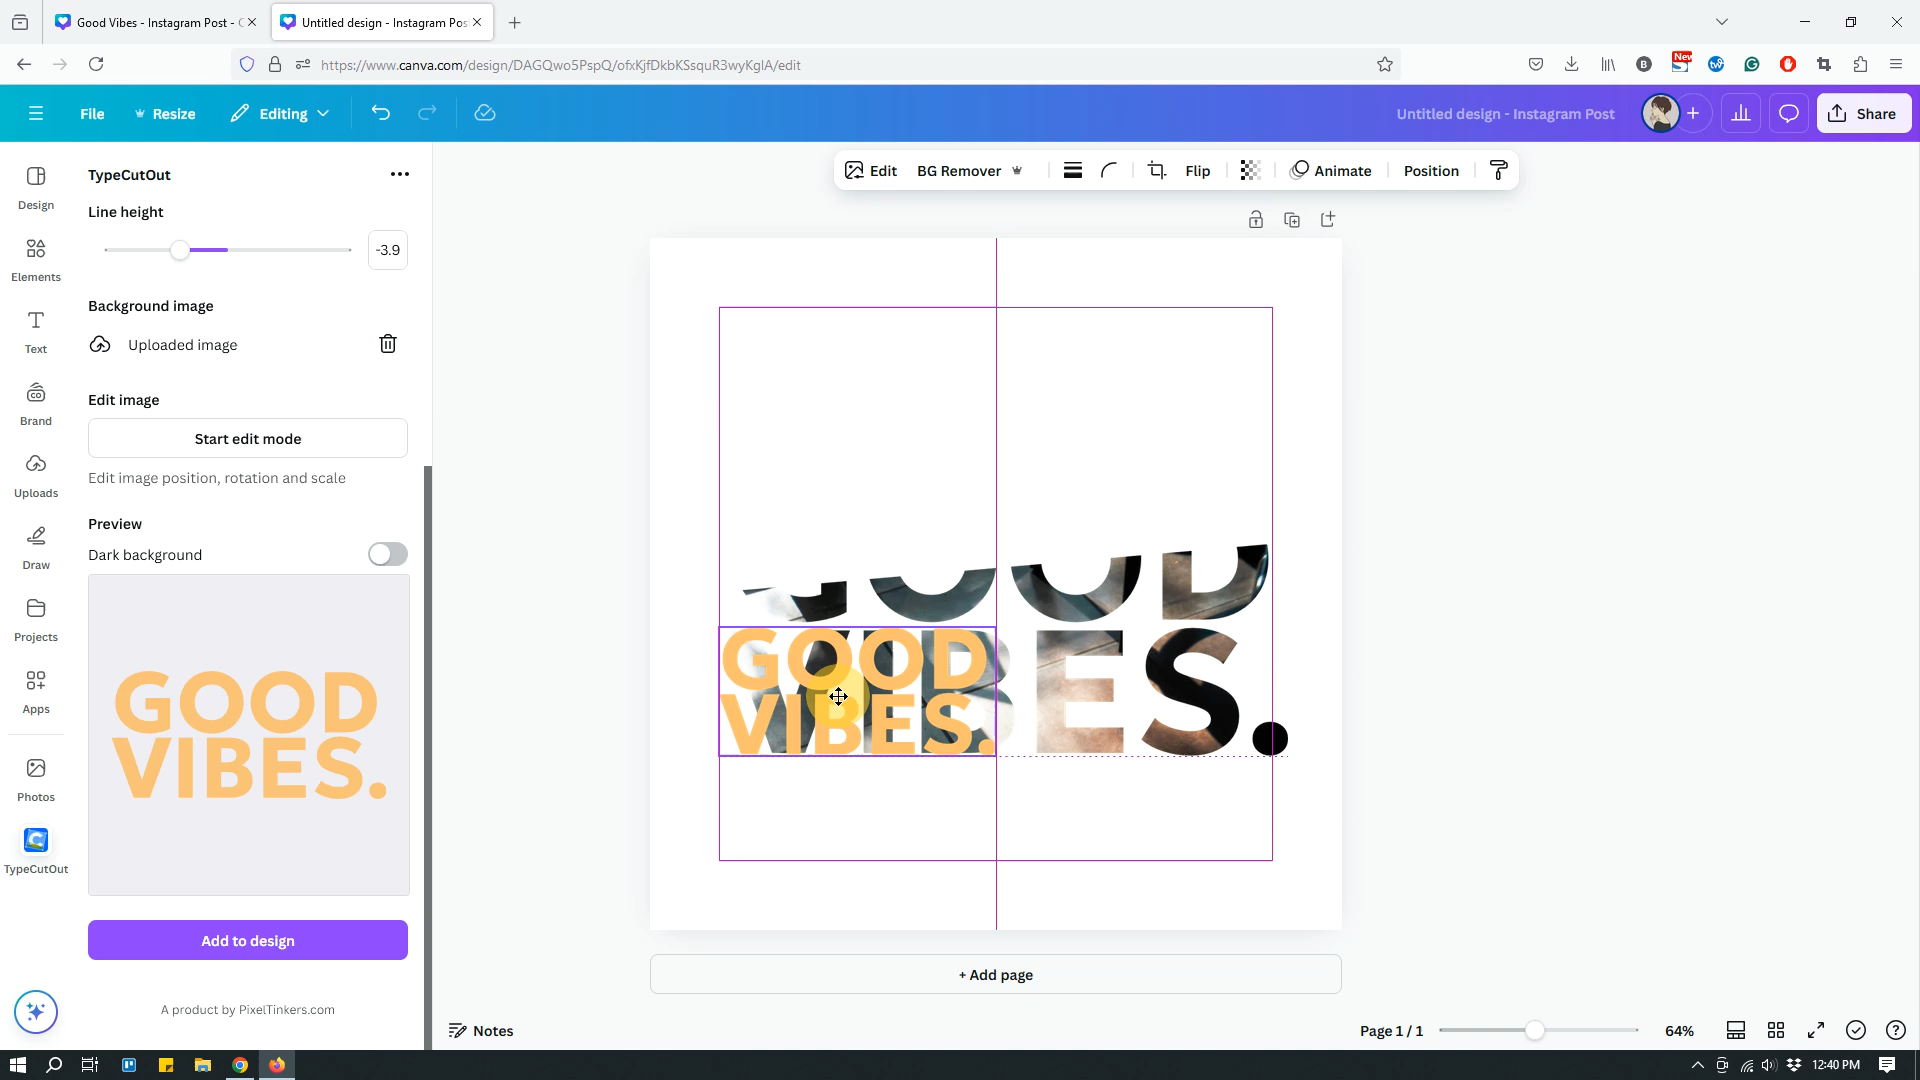 Good Vibes - Instagram Post - C
Untitled design - Instagram Pos
https://www.canva.com/design/DAGQwo5PspQ/ofxKjfDkbKSsquR3wyKgIA/edit
New
File
Resize
Editing
Untitled design - Instagram Post
Share
Design
Elements
Text
Brand
Uploads
Draw
Projects
Apps
Photos
TypeCutOut
TypeCutOut
Line height
-3.9
Background image
Uploaded image
Edit image
Start edit mode
Edit image position, rotation and scale
Preview
Dark background
GOOD
VIBES.
Add to design
A product by PixelTinkers.com
Edit
BG Remover
Flip
Animate
Position
GOOD
VIBES.
GOOD
VIBES.
+ Add page
Notes
Page 1 / 1
64%
12:40 PM